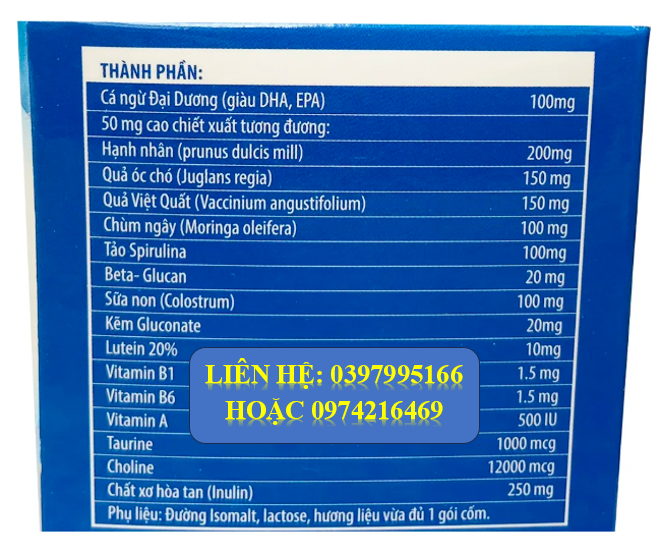 THÀNH PHẦN:
Cá ngừ Đại Dương (giàu DHA, EPA) 100mg
50 mg cao chiết xuất tương đương:
Hạnh nhân (prunus dulcis mill) 200mg
Quả óc chó (Juglans regia) 150 mg
Quả Việt Quất (Vaccinium angustifolium) 150 mg
Chùm ngây (Moringa oleifera) 100 mg
Tảo Spirulina 100mg
Beta- Glucan 20 mg
Sữa non (Colostrum) 100 mg
Kẽm Gluconate 20mg
Lutein 20% 10mg
Vitamin B1 1.5 mg
LIÊN HỆ: 0397995166
Vitamin B6 1.5 mg
HOẶC 0974216469
Vitamin A 500 IU
Taurine 1000 mcg
Choline 12000 mcg
Chất xơ hòa tan (Inulin) 250 mg
Phụ liệu: Đường Isomalt, lactose, hương liệu vừa đủ 1 gói cốm.